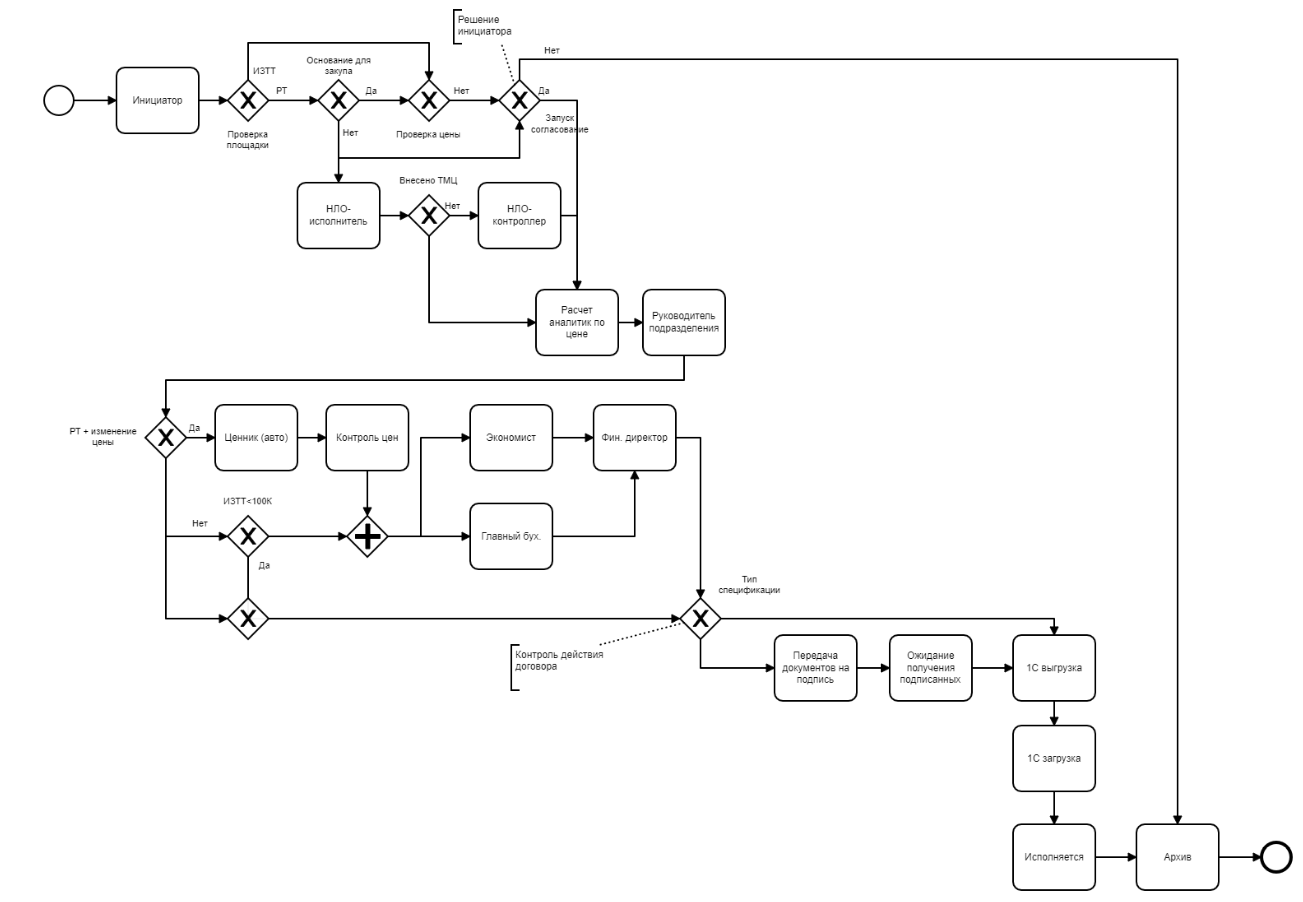 Решение
инициатора
Нет
ИЗТТ
Основание для
закупа
Инициатор
РТ
Да
Нет
Да
Проверка
площадки
Нет
Проверка цены
Запуск
согласование
Внесено ТМЦ
НЛО-
исполнитель
Нет
НЛО-
контроллер
Расчет
аналитик по
цене
Руководитель
подразделения
РТ + изменение
цены
Да
Ценник (авто)
Контроль цен
Экономист
Фин. директор
ИЗТТ<100К
Нет
Главный бух.
Да
Тип
спецификации
Контроль действия
договора
Передача
документов на
подпись
Ожидание
получения
подписанных
1С выгрузка
1С загрузка
Исполняется
Архив